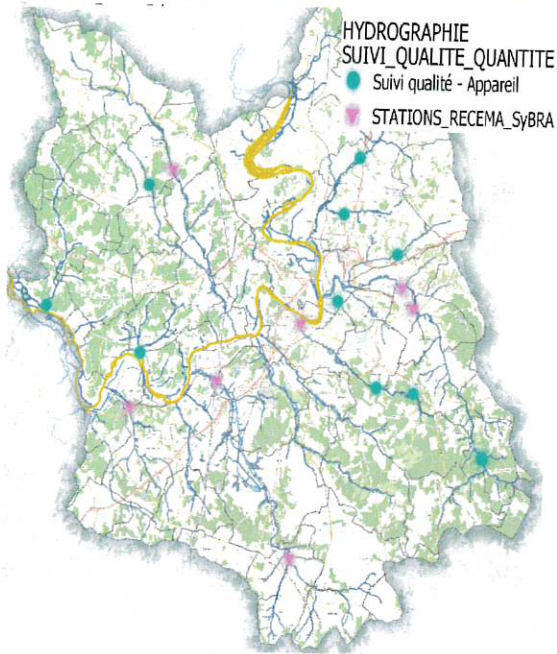 HYDROGRAPHIE
SUIVI_QUALITE_QUANTITE
Suivi qualité - Appareil
STATIONS_RECEMA_SyBRA